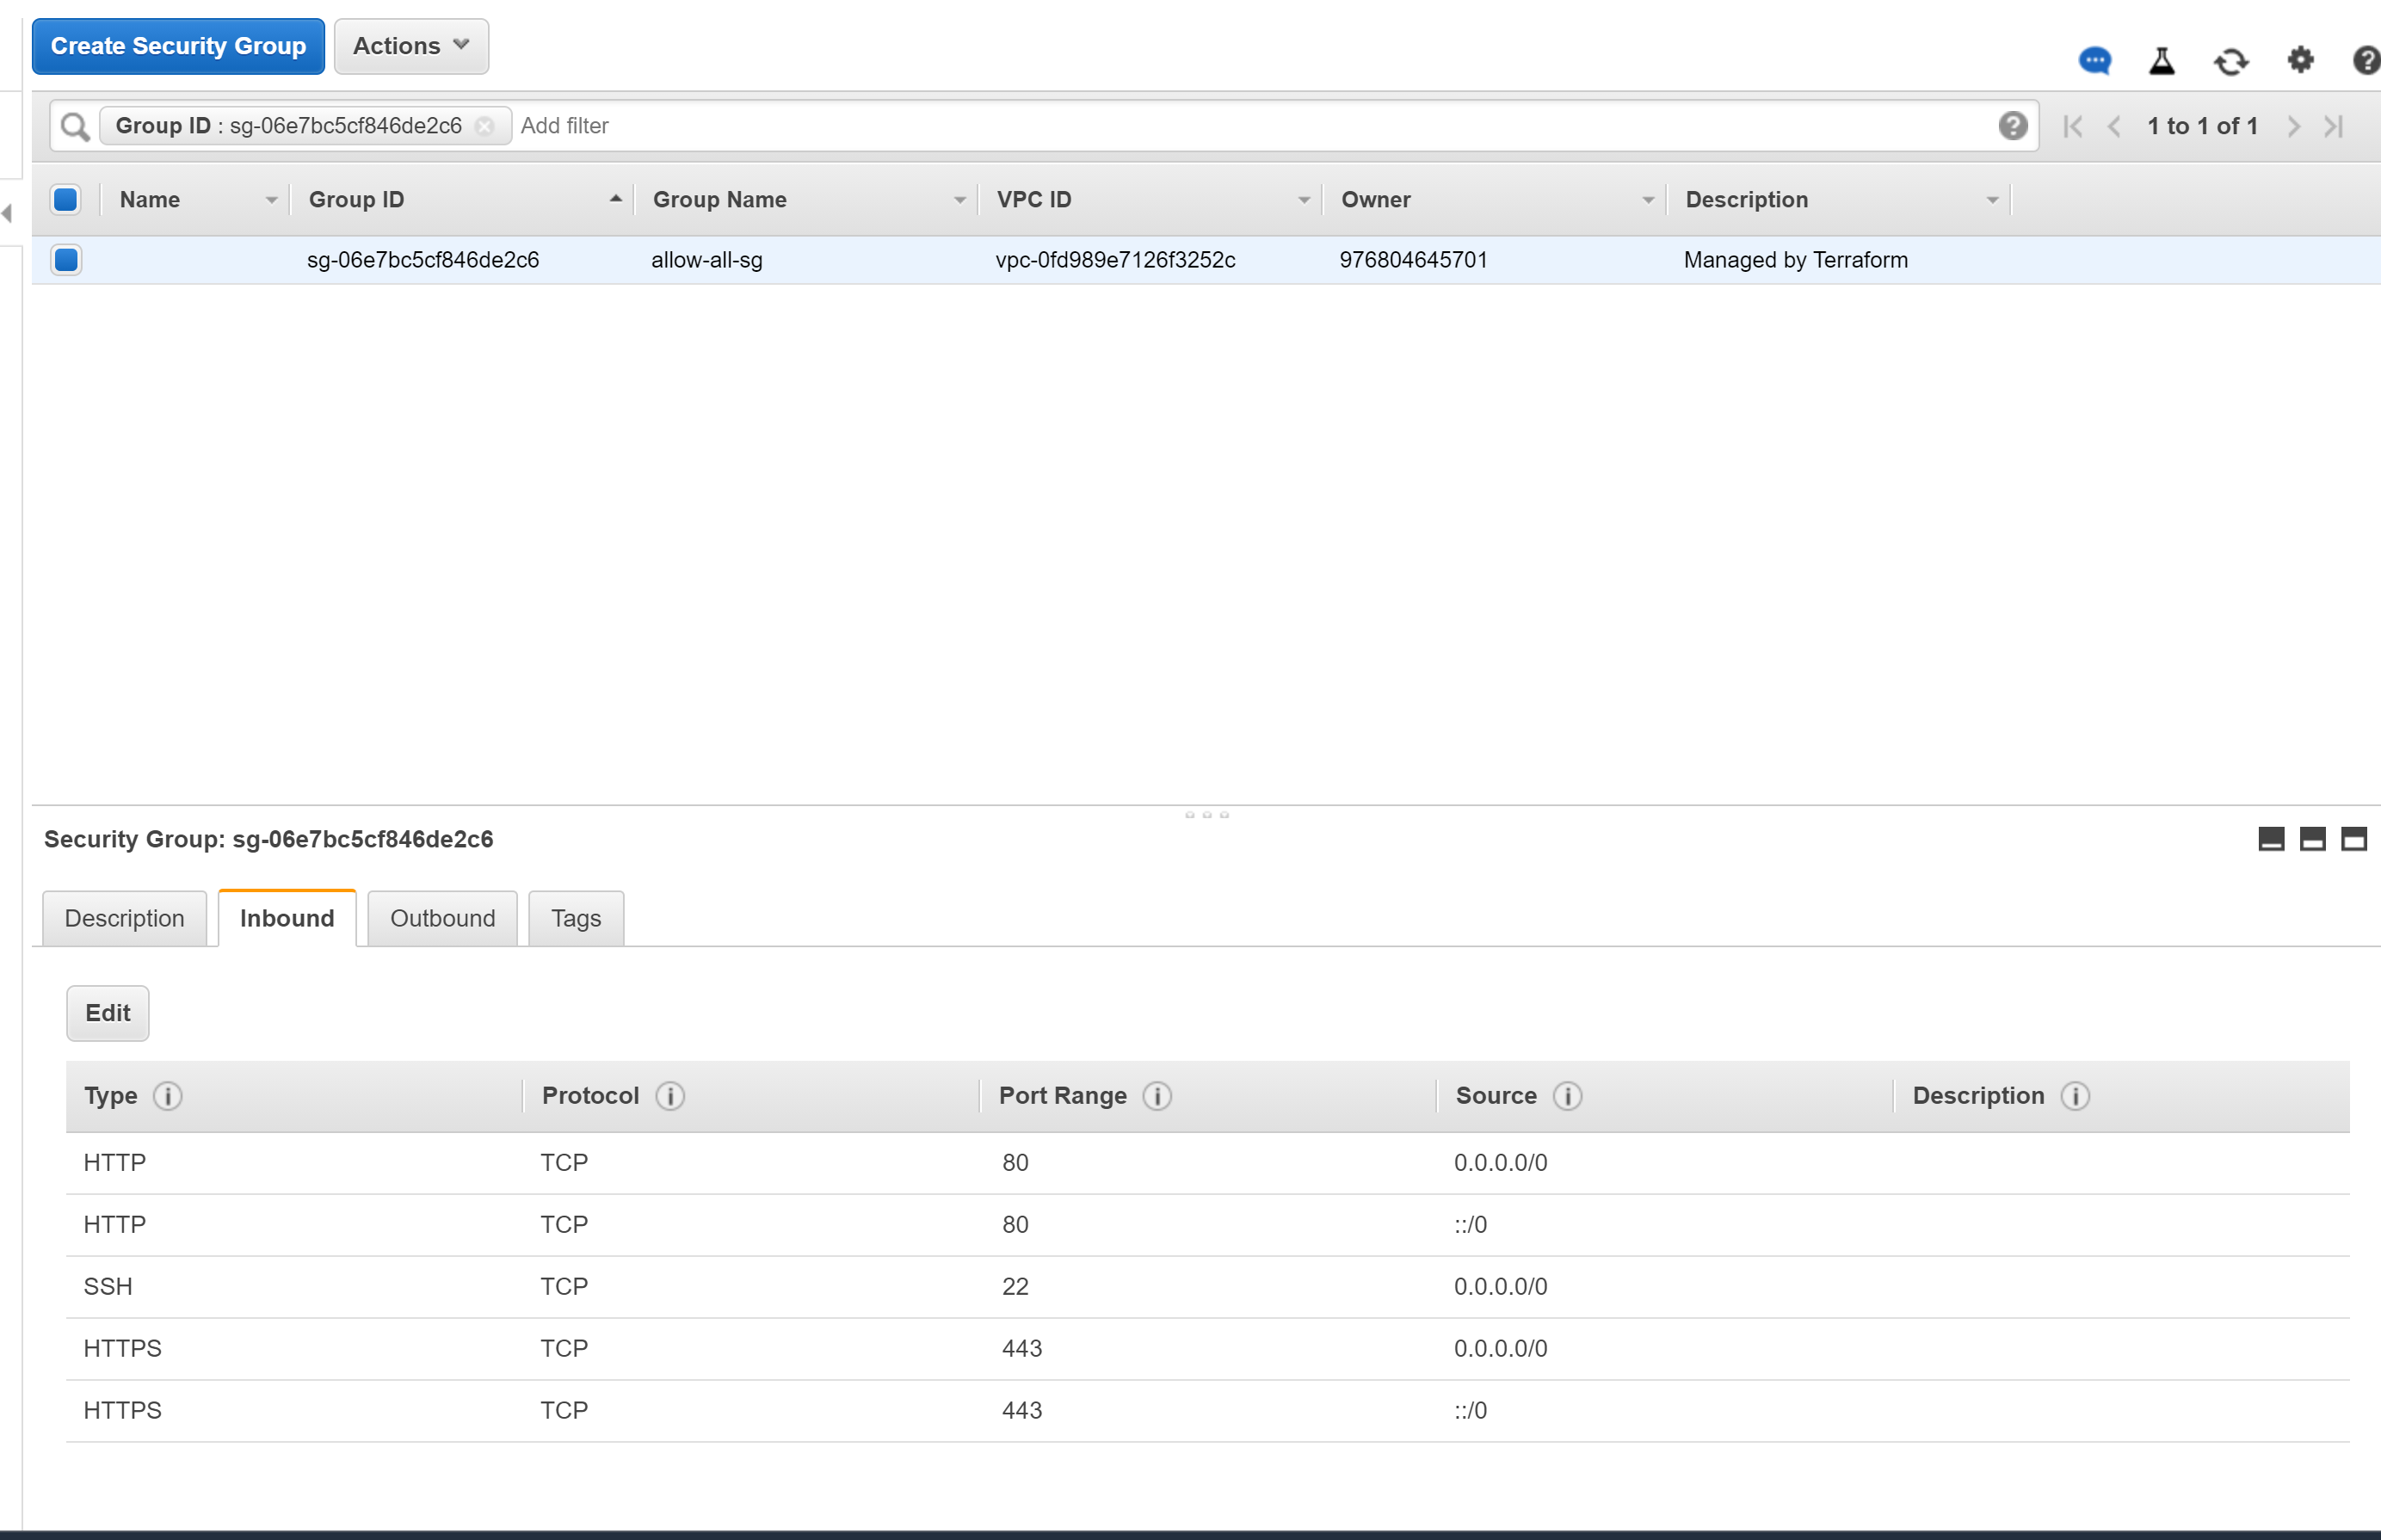 Create Security Group Actions
Group ID : sg-06e7bc5cf846de2c6 Add filter 1 to 1 of 1
Name Group ID Group Name VPC ID Owner Description
sg-06e7bc5cf846de2c6 allow-all-sg vpc-0fd989e7126f3252c 976804645701 Managed by Terraform
Security Group: sg-06e7bc5cf846de2c6
Description Inbound Outbound Tags
Edit
Type Protocol Port Range Source Description
HTTP TCP 80 0.0.0.0/0
HTTP TCP 80 ::/0
SSH TCP 22 0.0.0.0/0
HTTPS TCP 443 0.0.0.0/0
HTTPS TCP 443 ::/0